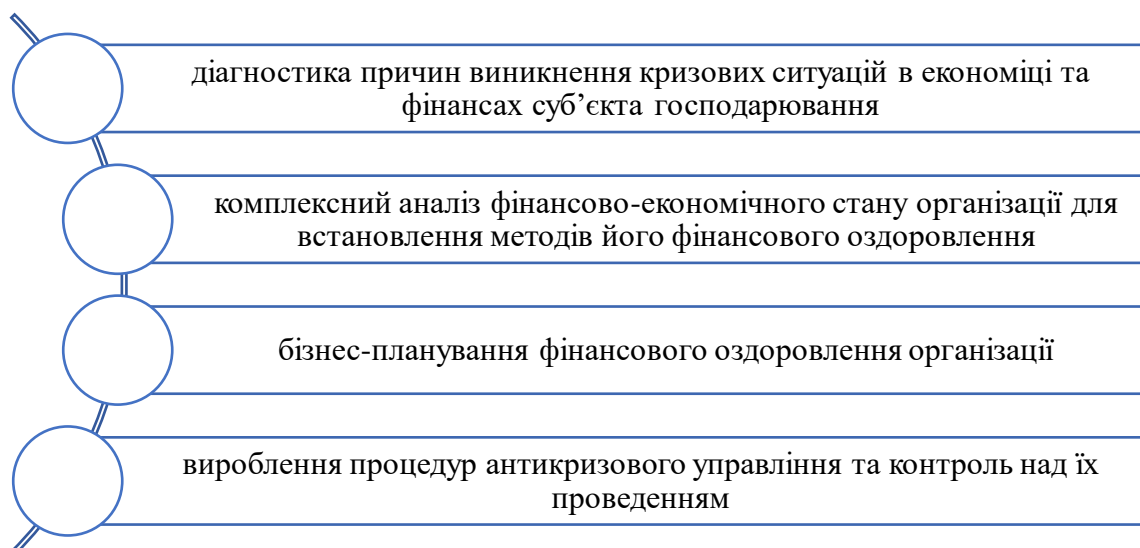 діагностика причин виникнення кризових ситуацій в економіці та
фінансах суб’єкта господарювання
комплексний аналіз фінансово-економічного стану організації для
встановлення методів його фінансового оздоровлення
бізнес-планування фінансового оздоровлення організації
вироблення процедур антикризового управління та контроль над їх
проведенням